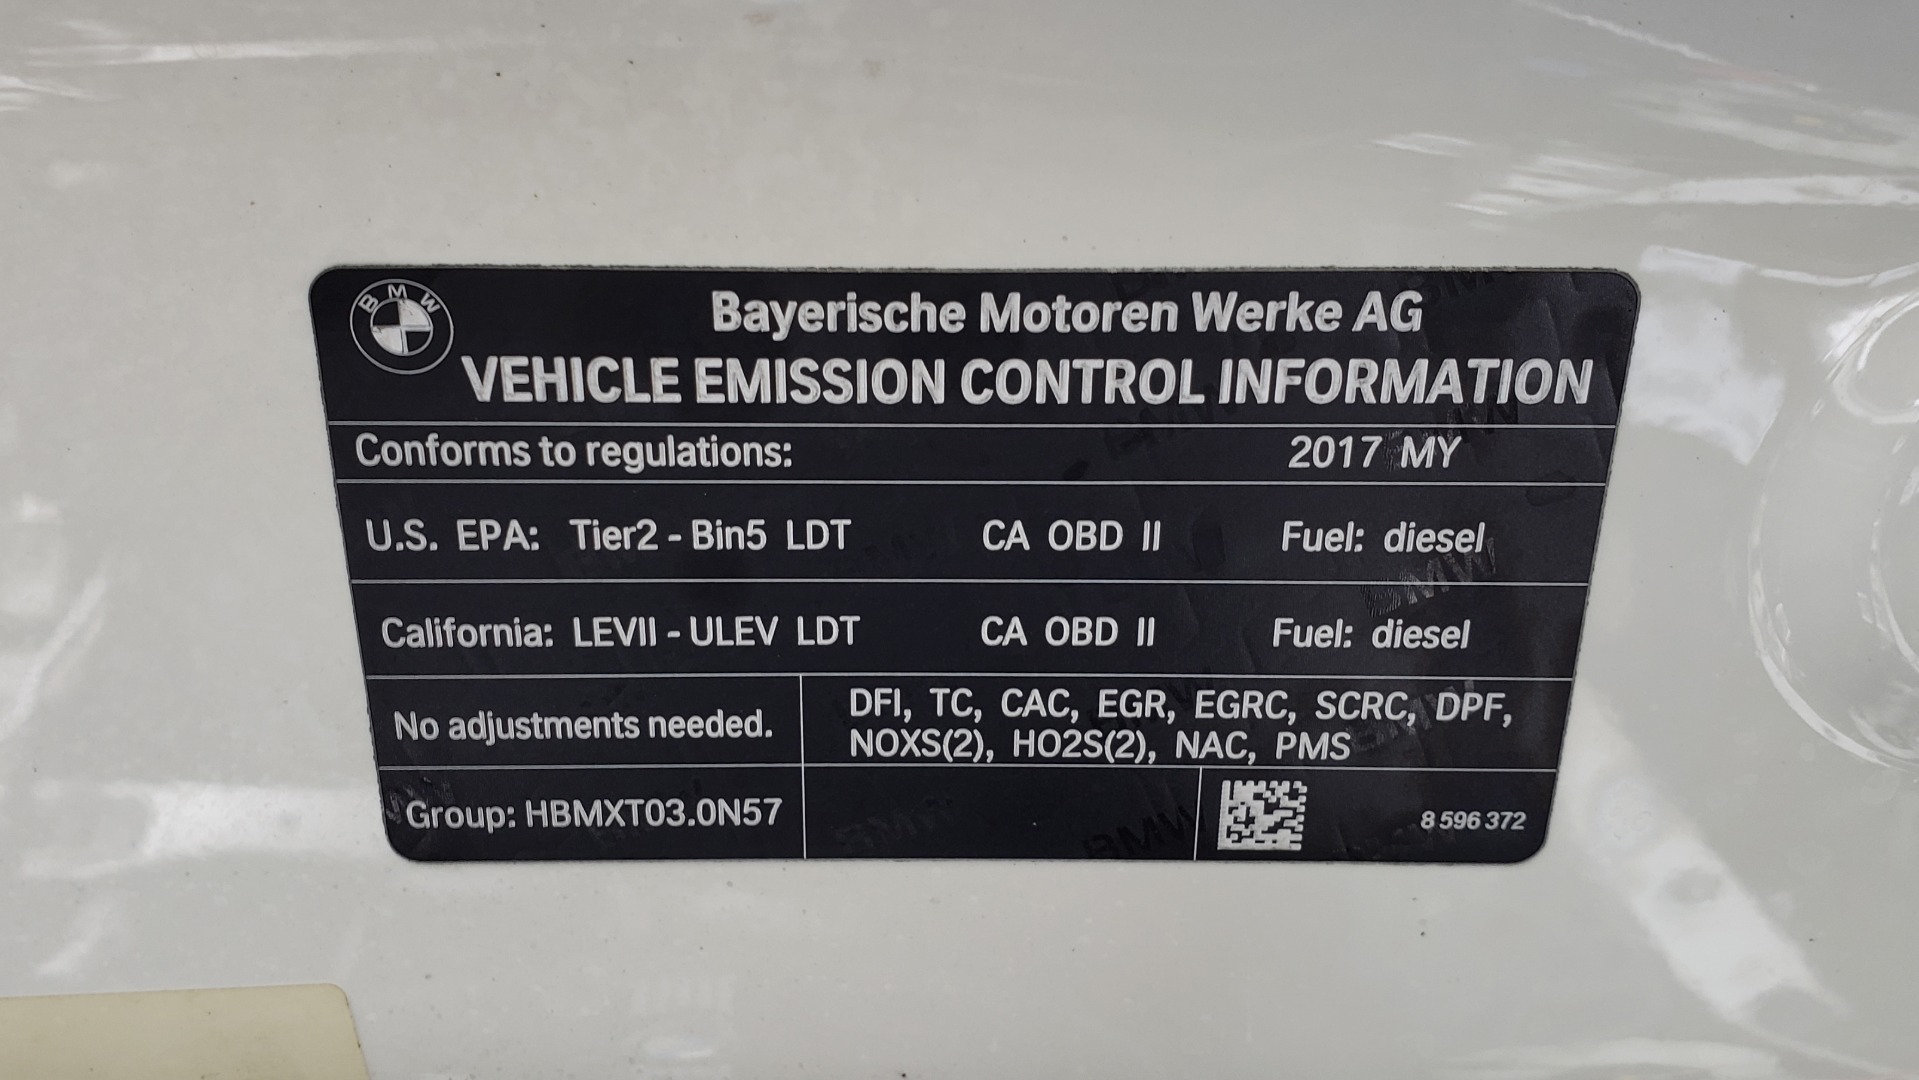 BMW
Bayerische Motoren Werke AG
VEHICLE EMISSION CONTROL INFORMATION
Conforms to regulations: 2017 MY
U.S. EPA: Tier2 - Bin5 LDT CA OBD II Fuel: diesel
California: LEVII - ULEV LDT CA OBD II Fuel: diesel
No adjustments needed.
DFI, TC, CAC, EGR, EGRC, SCRC, DPF,
NOXS(2), HO2S(2), NAC, PMS
Group: HBMXT03.0N57
8 596 372